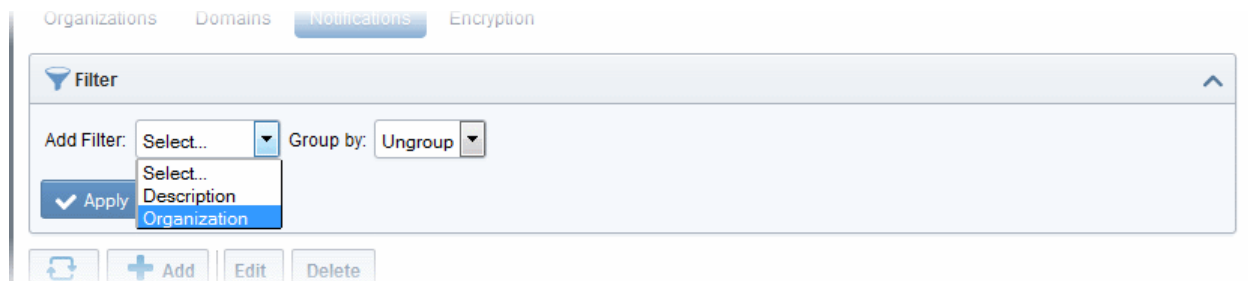 Organizations Domains Notifications Encryption
Filter
Add Filter: Select... Group by: Ungroup
Select...
Description
Apply
Organization
Add Edit Delete